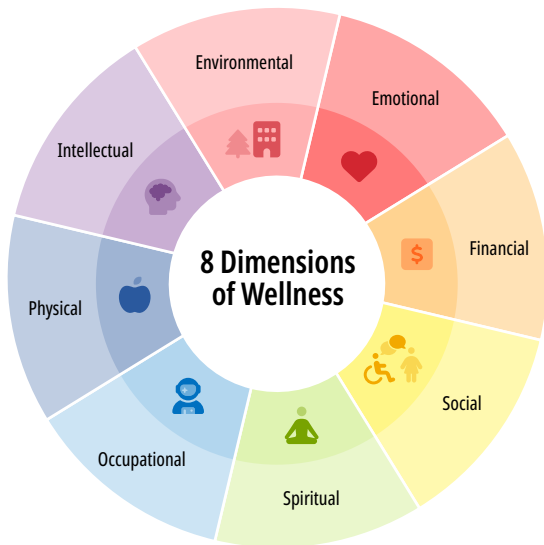 8 Dimensions
of Wellness
Environmental
Emotional
Financial
$
Social
Spiritual
Occupational
Physical
Intellectual